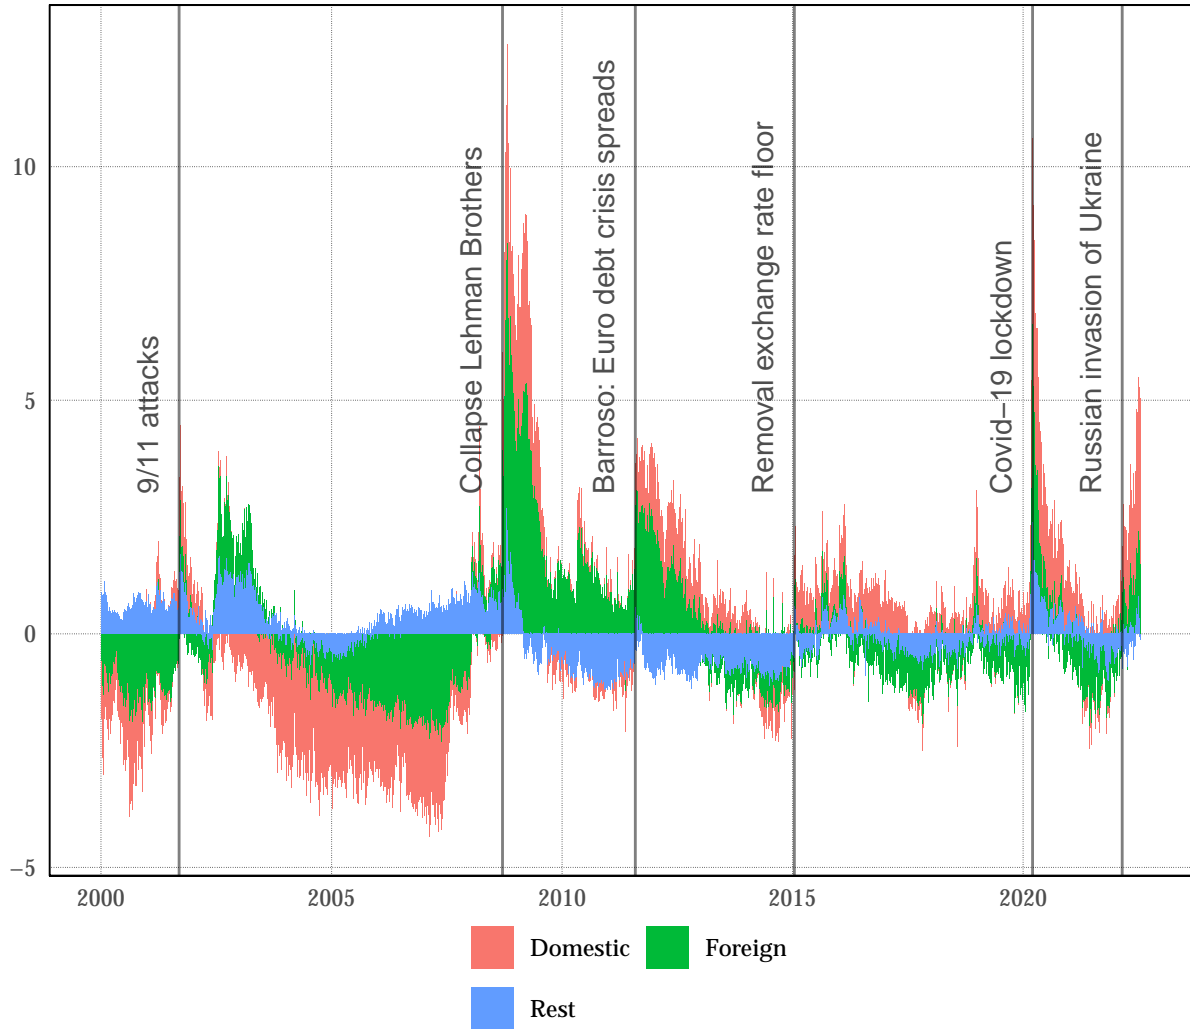 10
5
0
−5
9/11 attacks
Collapse Lehman Brothers
Barroso: Euro debt crisis spreads
Removal exchange rate floor
Covid−19 lockdown
Russian invasion of Ukraine
2000 2005 2010 2015 2020
Domestic Foreign
Rest